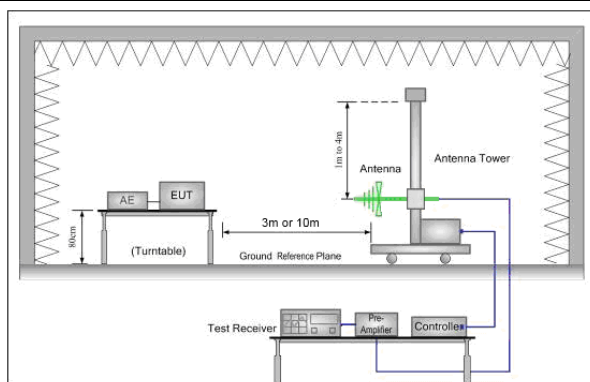 1m to 4m
Antenna
Antenna Tower
AE
EUT
80cm
(Turntable)
3m or 10m
Ground Reference Plane
Test Receiver
Pre-
Amplifier
Controller